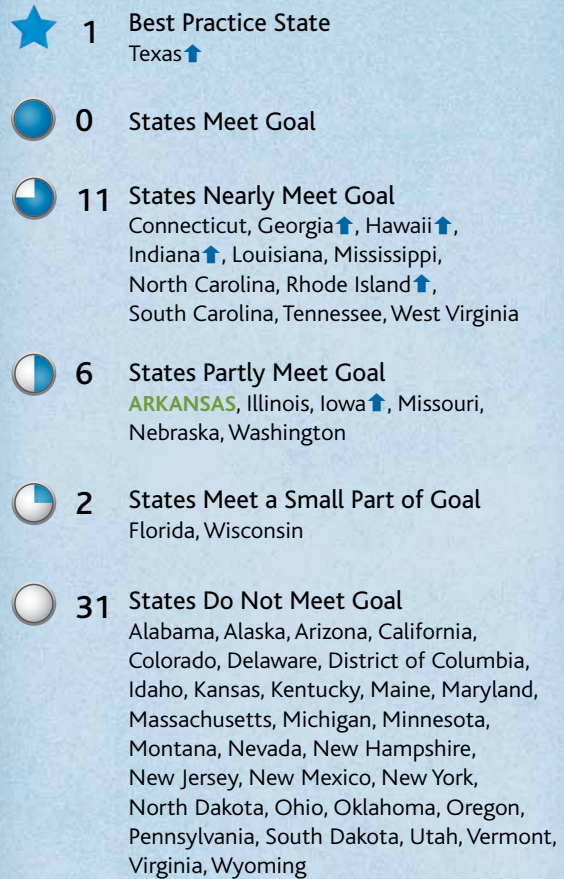 1 Best Practice State
Texas⬆
0 States Meet Goal
11 States Nearly Meet Goal
Connecticut, Georgia⬆, Hawaii⬆,
Indiana⬆, Louisiana, Mississippi,
North Carolina, Rhode Island⬆,
South Carolina, Tennessee, West Virginia
6 States Partly Meet Goal
ARKANSAS, Illinois, Iowa⬆, Missouri,
Nebraska, Washington
2 States Meet a Small Part of Goal
Florida, Wisconsin
31 States Do Not Meet Goal
Alabama, Alaska, Arizona, California,
Colorado, Delaware, District of Columbia,
Idaho, Kansas, Kentucky, Maine, Maryland,
Massachusetts, Michigan, Minnesota,
Montana, Nevada, New Hampshire,
New Jersey, New Mexico, New York,
North Dakota, Ohio, Oklahoma, Oregon,
Pennsylvania, South Dakota, Utah, Vermont,
Virginia, Wyoming